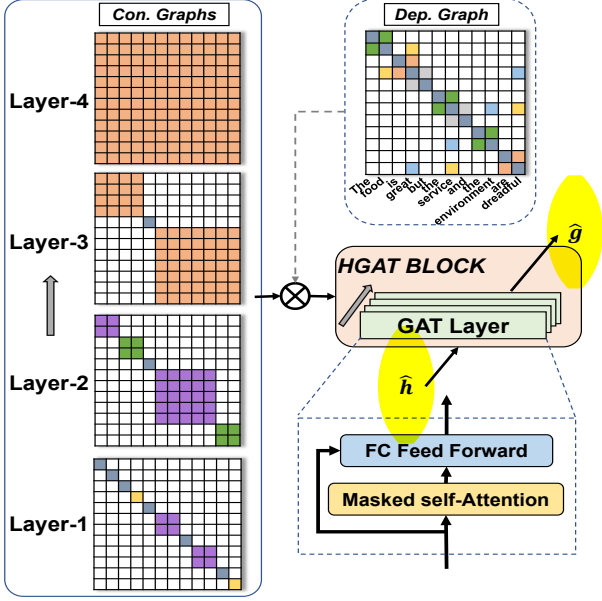 Con. Graphs
Dep. Graph
Layer-4
Layer-3
Layer-2
Layer-1
The
food
is
great
but
the
service
and
the
environment
are
dreadful
ĝ
HGAT BLOCK
GAT Layer
ĥ
FC Feed Forward
Masked self-Attention